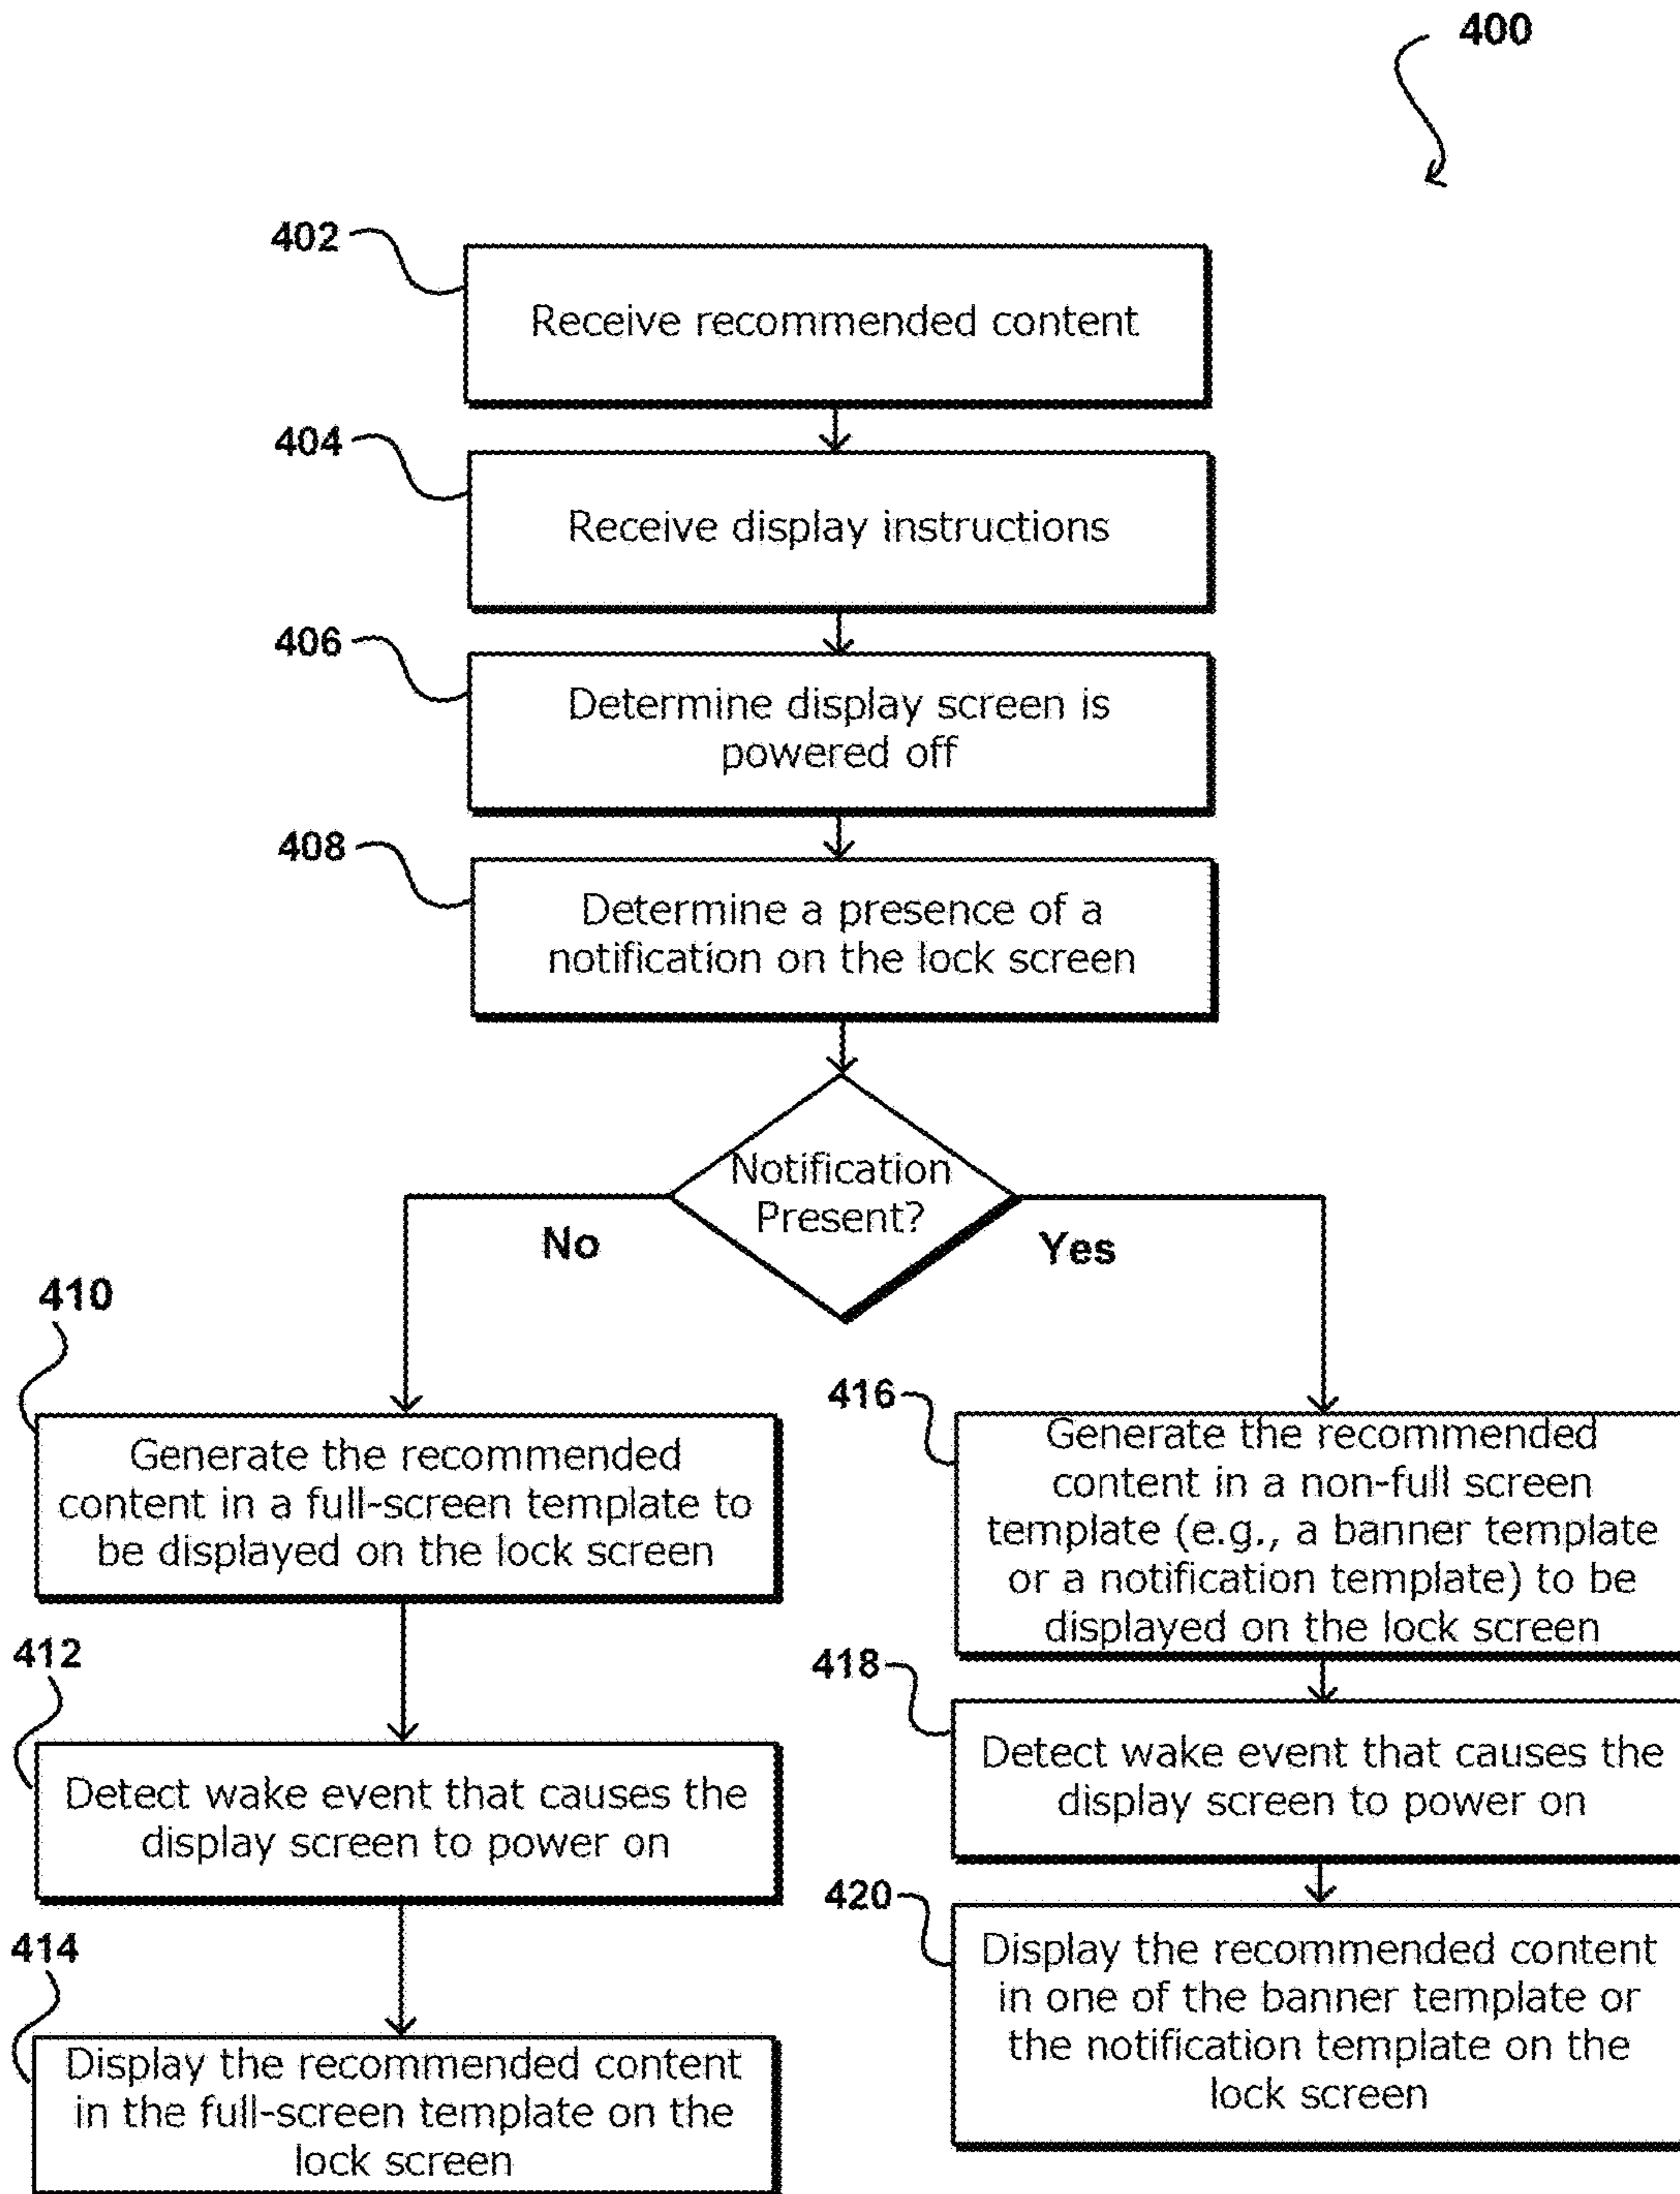 400
402
Receive recommended content
404
Receive display instructions
406
Determine display screen is
powered off
408
Determine a presence of a
notification on the lock screen
Notification
Present?
No
Yes
410
Generate the recommended
content in a full-screen template to
be displayed on the lock screen
412
Detect wake event that causes the
display screen to power on
414
Display the recommended content
in the full-screen template on the
lock screen
416
Generate the recommended
content in a non-full screen
template (e.g., a banner template
or a notification template) to be
displayed on the lock screen
418
Detect wake event that causes the
display screen to power on
420
Display the recommended content
in one of the banner template or
the notification template on the
lock screen